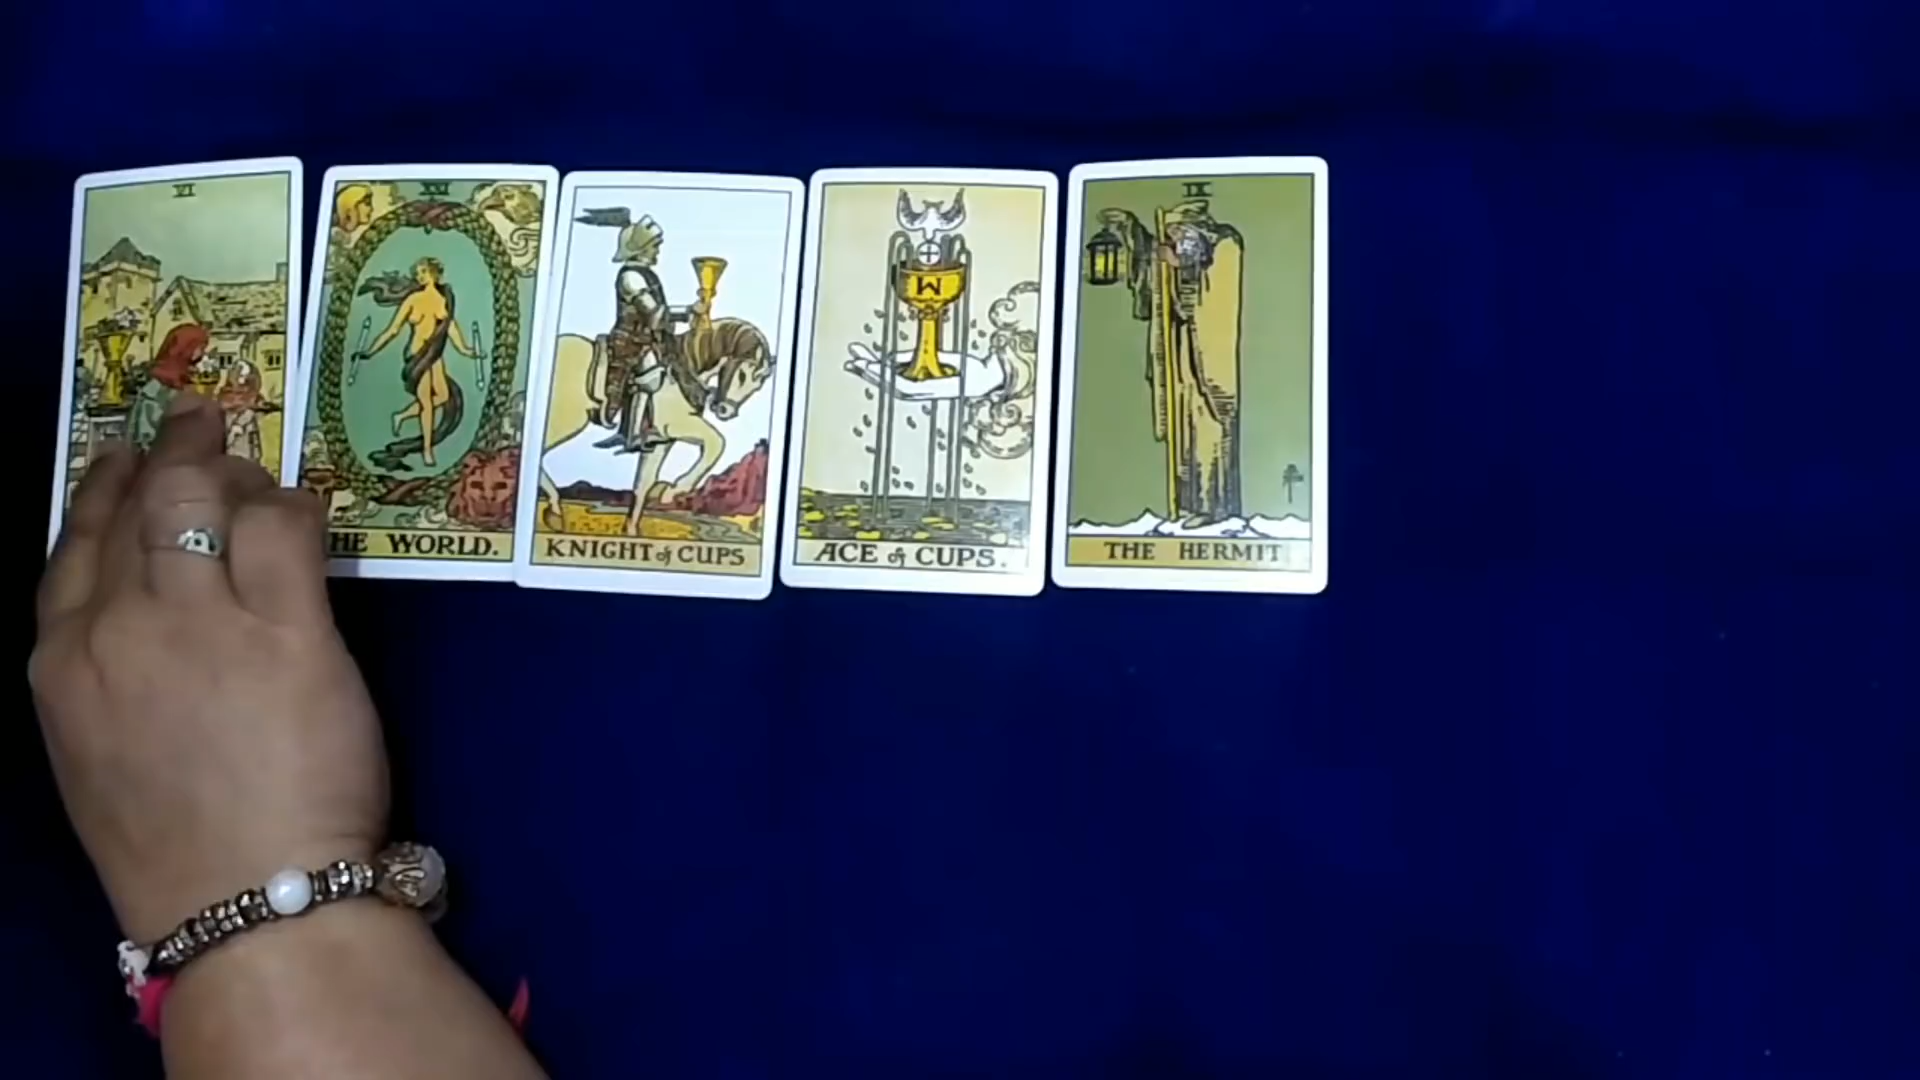 VI
XXI
IX
HE WORLD.
KNIGHT of CUPS
ACE of CUPS.
THE HERMIT
W